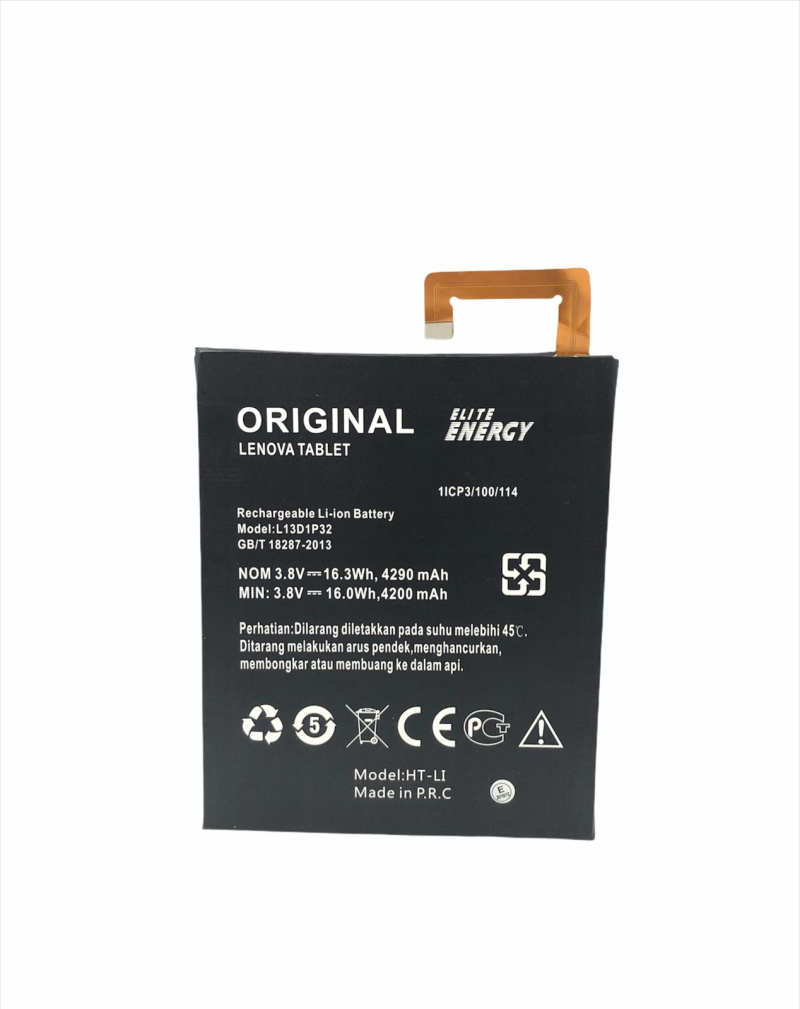 ORIGINAL
LENOVA TABLET
ELITE
ENERGY
1ICP3/100/114
Rechargeable Li-ion Battery
Model:L13D1P32
GB/T 18287-2013
NOM 3.8V⎓16.3Wh, 4290 mAh
MIN: 3.8V⎓ 16.0Wh,4200 mAh
Perhatian:Dilarang diletakkan pada suhu melebihi 45℃.
Ditarang melakukan arus pendek,menghancurkan,
membongkar atau membuang ke dalam api.
5
CE
PCT
Model:HT-LI
Made in P.R.C
E